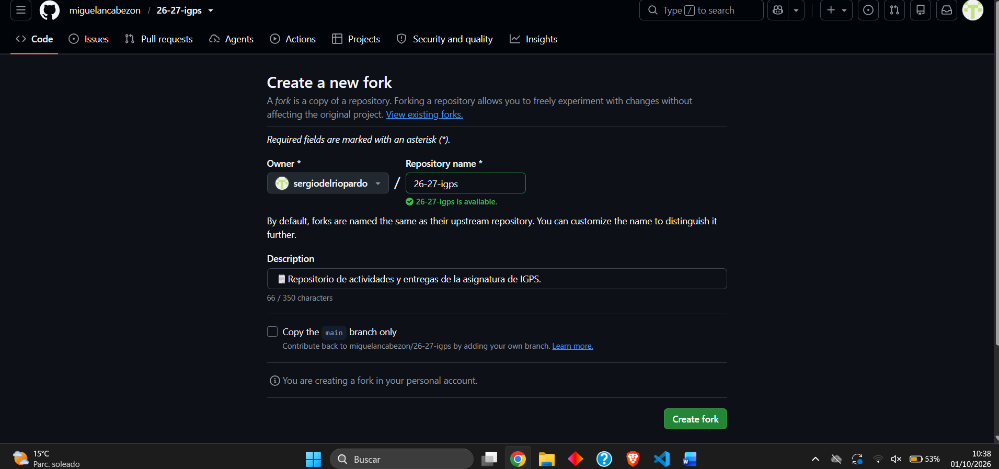 miguelancabezon / 26-27-igps
Type / to search
Code
Issues
Pull requests
Agents
Actions
Projects
Security and quality
Insights
Create a new fork
A fork is a copy of a repository. Forking a repository allows you to freely experiment with changes without
affecting the original project. View existing forks.
Required fields are marked with an asterisk (*).
Owner *
Repository name *
sergiodelriopardo
/
26-27-igps
26-27-igps is available.
By default, forks are named the same as their upstream repository. You can customize the name to distinguish it
further.
Description
Repositorio de actividades y entregas de la asignatura de IGPS.
66 / 350 characters
Copy the main branch only
Contribute back to miguelancabezon/26-27-igps by adding your own branch. Learn more.
You are creating a fork in your personal account.
Create fork
15°C
Parc. soleado
Buscar
53%
10:38
01/10/2026